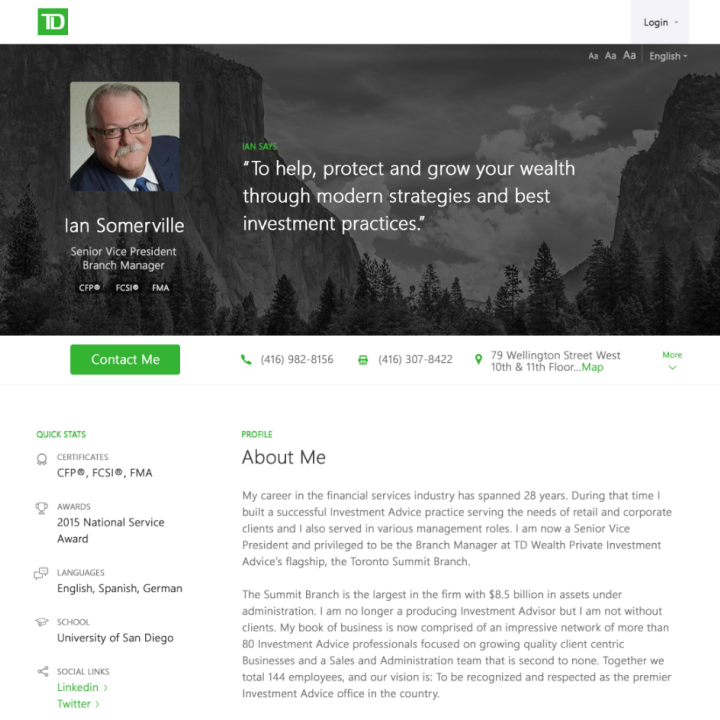 TD
Login
Aa Aa Aa English
IAN SAYS
“To help, protect and grow your wealth
through modern strategies and best
investment practices.”
Ian Somerville
Senior Vice President
Branch Manager
CFP® FCSI® FMA
Contact Me
(416) 982-8156
(416) 307-8422
79 Wellington Street West
10th & 11th Floor...Map
More
QUICK STATS
CERTIFICATES
CFP®, FCSI®, FMA
AWARDS
2015 National Service
Award
LANGUAGES
English, Spanish, German
SCHOOL
University of San Diego
SOCIAL LINKS
Linkedin >
Twitter >
PROFILE
About Me
My career in the financial services industry has spanned 28 years. During that time I
built a successful Investment Advice practice serving the needs of retail and corporate
clients and I also served in various management roles. I am now a Senior Vice
President and privileged to be the Branch Manager at TD Wealth Private Investment
Advice's flagship, the Toronto Summit Branch.
The Summit Branch is the largest in the firm with $8.5 billion in assets under
administration. I am no longer a producing Investment Advisor but I am not without
clients. My book of business is now comprised of an impressive network of more than
80 Investment Advice professionals focused on growing quality client centric
Businesses and a Sales and Administration team that is second to none. Together we
total 144 employees, and our vision is: To be recognized and respected as the premier
Investment Advice office in the country.